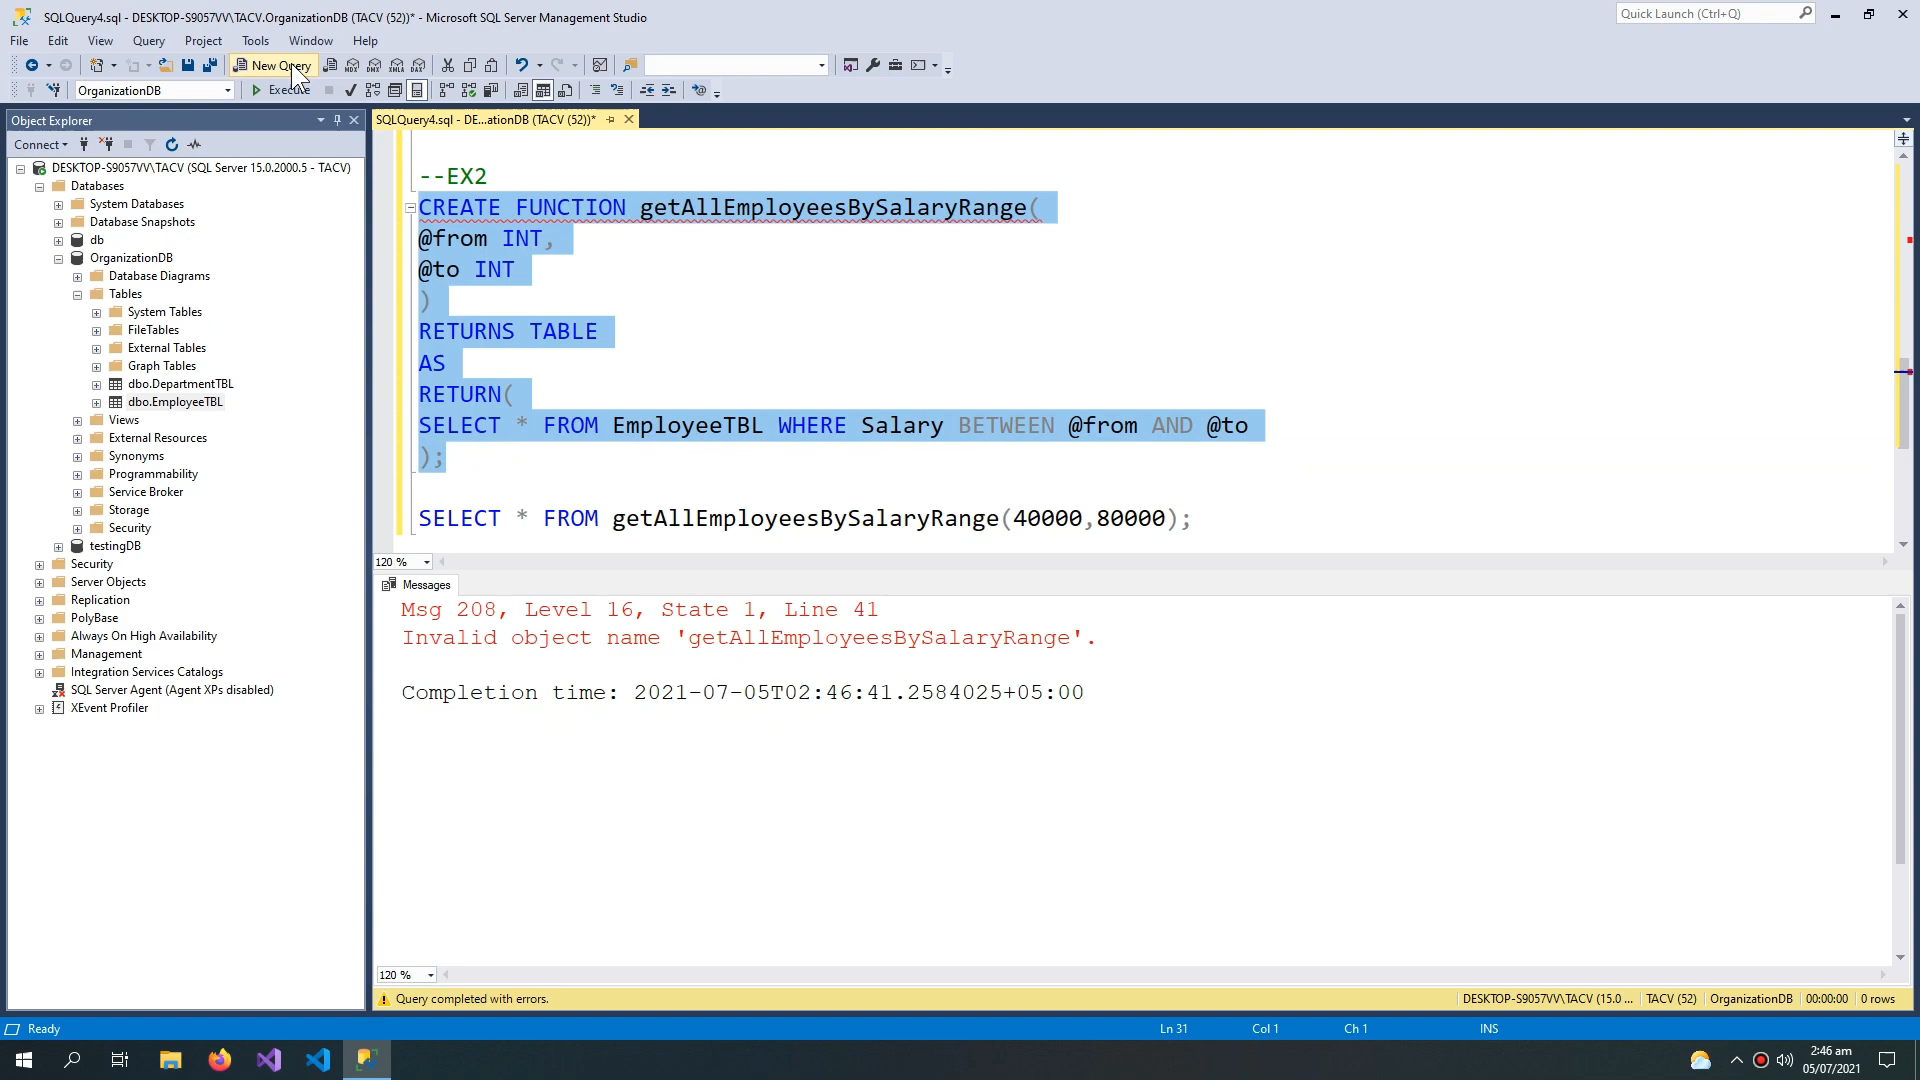 SQLQuery4.sql - DESKTOP-S9057VV\TACV.OrganizationDB (TACV (52))* - Microsoft SQL Server Management Studio
Quick Launch (Ctrl+Q)
File Edit View Query Project Tools Window Help
New Query
MDX DMX XMLA DAX
OrganizationDB
Execute
Object Explorer
SQLQuery4.sql - DE...ationDB (TACV (52))*
Connect
DESKTOP-S9057VV\TACV (SQL Server 15.0.2000.5 - TACV)
Databases
System Databases
Database Snapshots
db
OrganizationDB
Database Diagrams
Tables
System Tables
FileTables
External Tables
Graph Tables
dbo.DepartmentTBL
dbo.EmployeeTBL
Views
External Resources
Synonyms
Programmability
Service Broker
Storage
Security
testingDB
Security
Server Objects
Replication
PolyBase
Always On High Availability
Management
Integration Services Catalogs
SQL Server Agent (Agent XPs disabled)
XEvent Profiler
--EX2
CREATE FUNCTION getAllEmployeesBySalaryRange(
@from INT,
@to INT
)
RETURNS TABLE
AS
RETURN(
SELECT * FROM EmployeeTBL WHERE Salary BETWEEN @from AND @to
);
SELECT * FROM getAllEmployeesBySalaryRange(40000,80000);
120 %
Messages
Msg 208, Level 16, State 1, Line 41
Invalid object name 'getAllEmployeesBySalaryRange'.
Completion time: 2021-07-05T02:46:41.2584025+05:00
120 %
Query completed with errors.
DESKTOP-S9057VV\TACV (15.0 ... TACV (52) OrganizationDB 00:00:00 0 rows
Ready
Ln 31 Col 1 Ch 1 INS
2:46 am
05/07/2021